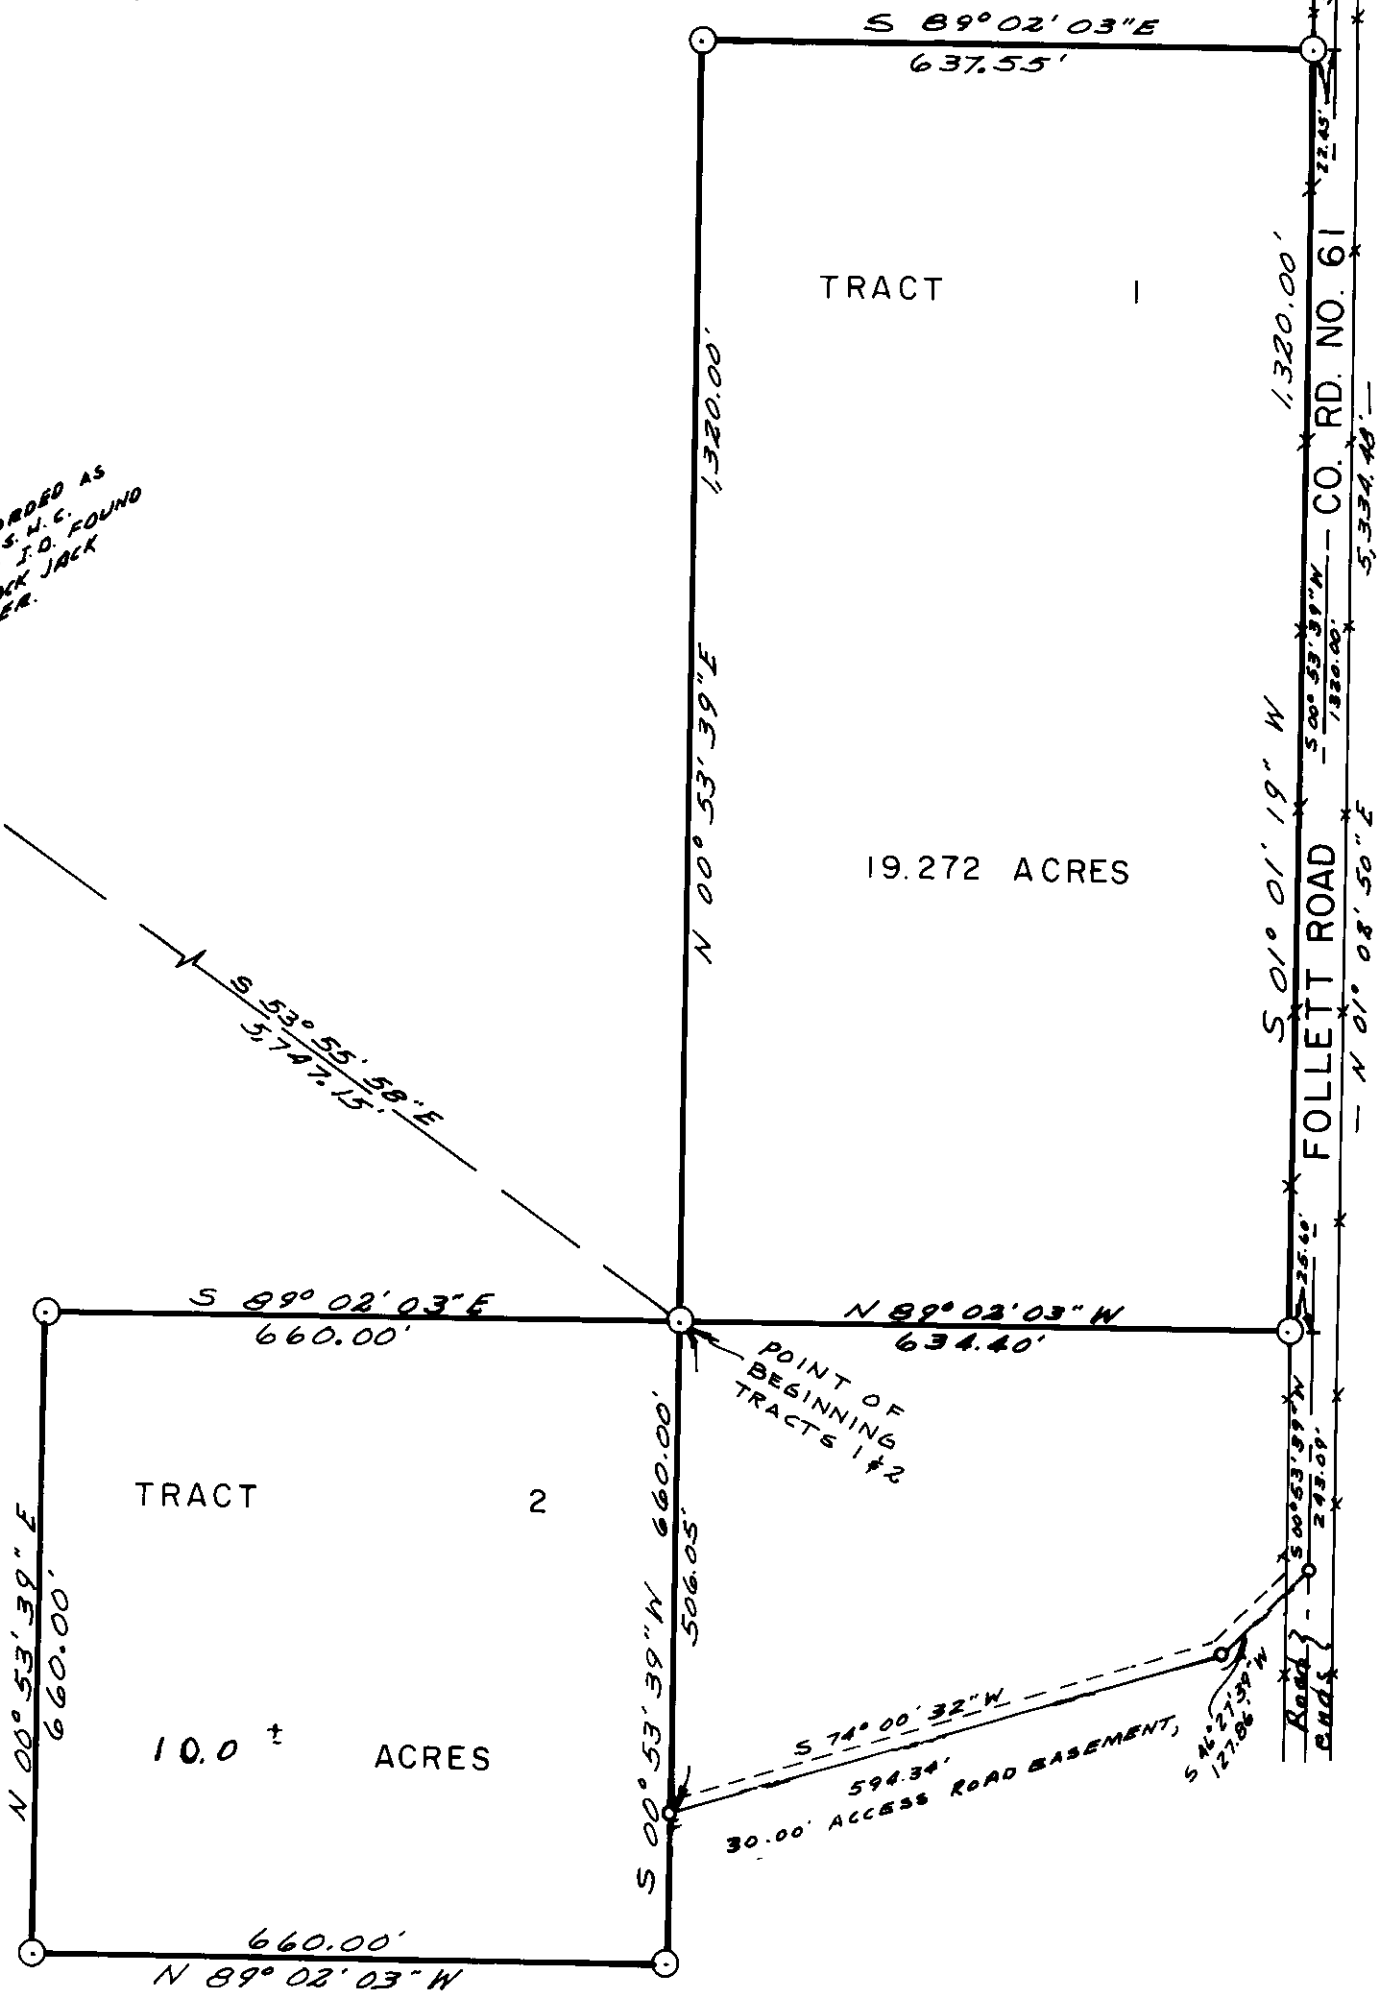 S 89° 02' 03" E
637.55'
22.45'
TRACT 1
1,320.00'
1,320.00'
CO. RD. NO. 61
5,334.48'
S 00° 53' 39" W
1320.00'
S. H. C.
I.D. FOUND
JACK
N 00° 53' 39" E
19.272 ACRES
S 01° 01' 19" W
FOLLETT ROAD
N 01° 08' 50" E
S 53° 55' 58" E
5,747.15'
25.60'
S 89° 02' 03" E
660.00'
N 89° 02' 03" W
634.40'
POINT OF
BEGINNING
TRACTS 1 & 2
TRACT 2
660.00'
506.05'
S 00° 53' 39" W
S 00° 53' 39" W
243.09'
N 00° 53' 39" E
660.00'
10.0 ± ACRES
S 74° 00' 32" W
594.34'
30.00' ACCESS ROAD EASEMENT,
S 46° 27' 39" W
127.86'
Road
ends
660.00'
N 89° 02' 03" W